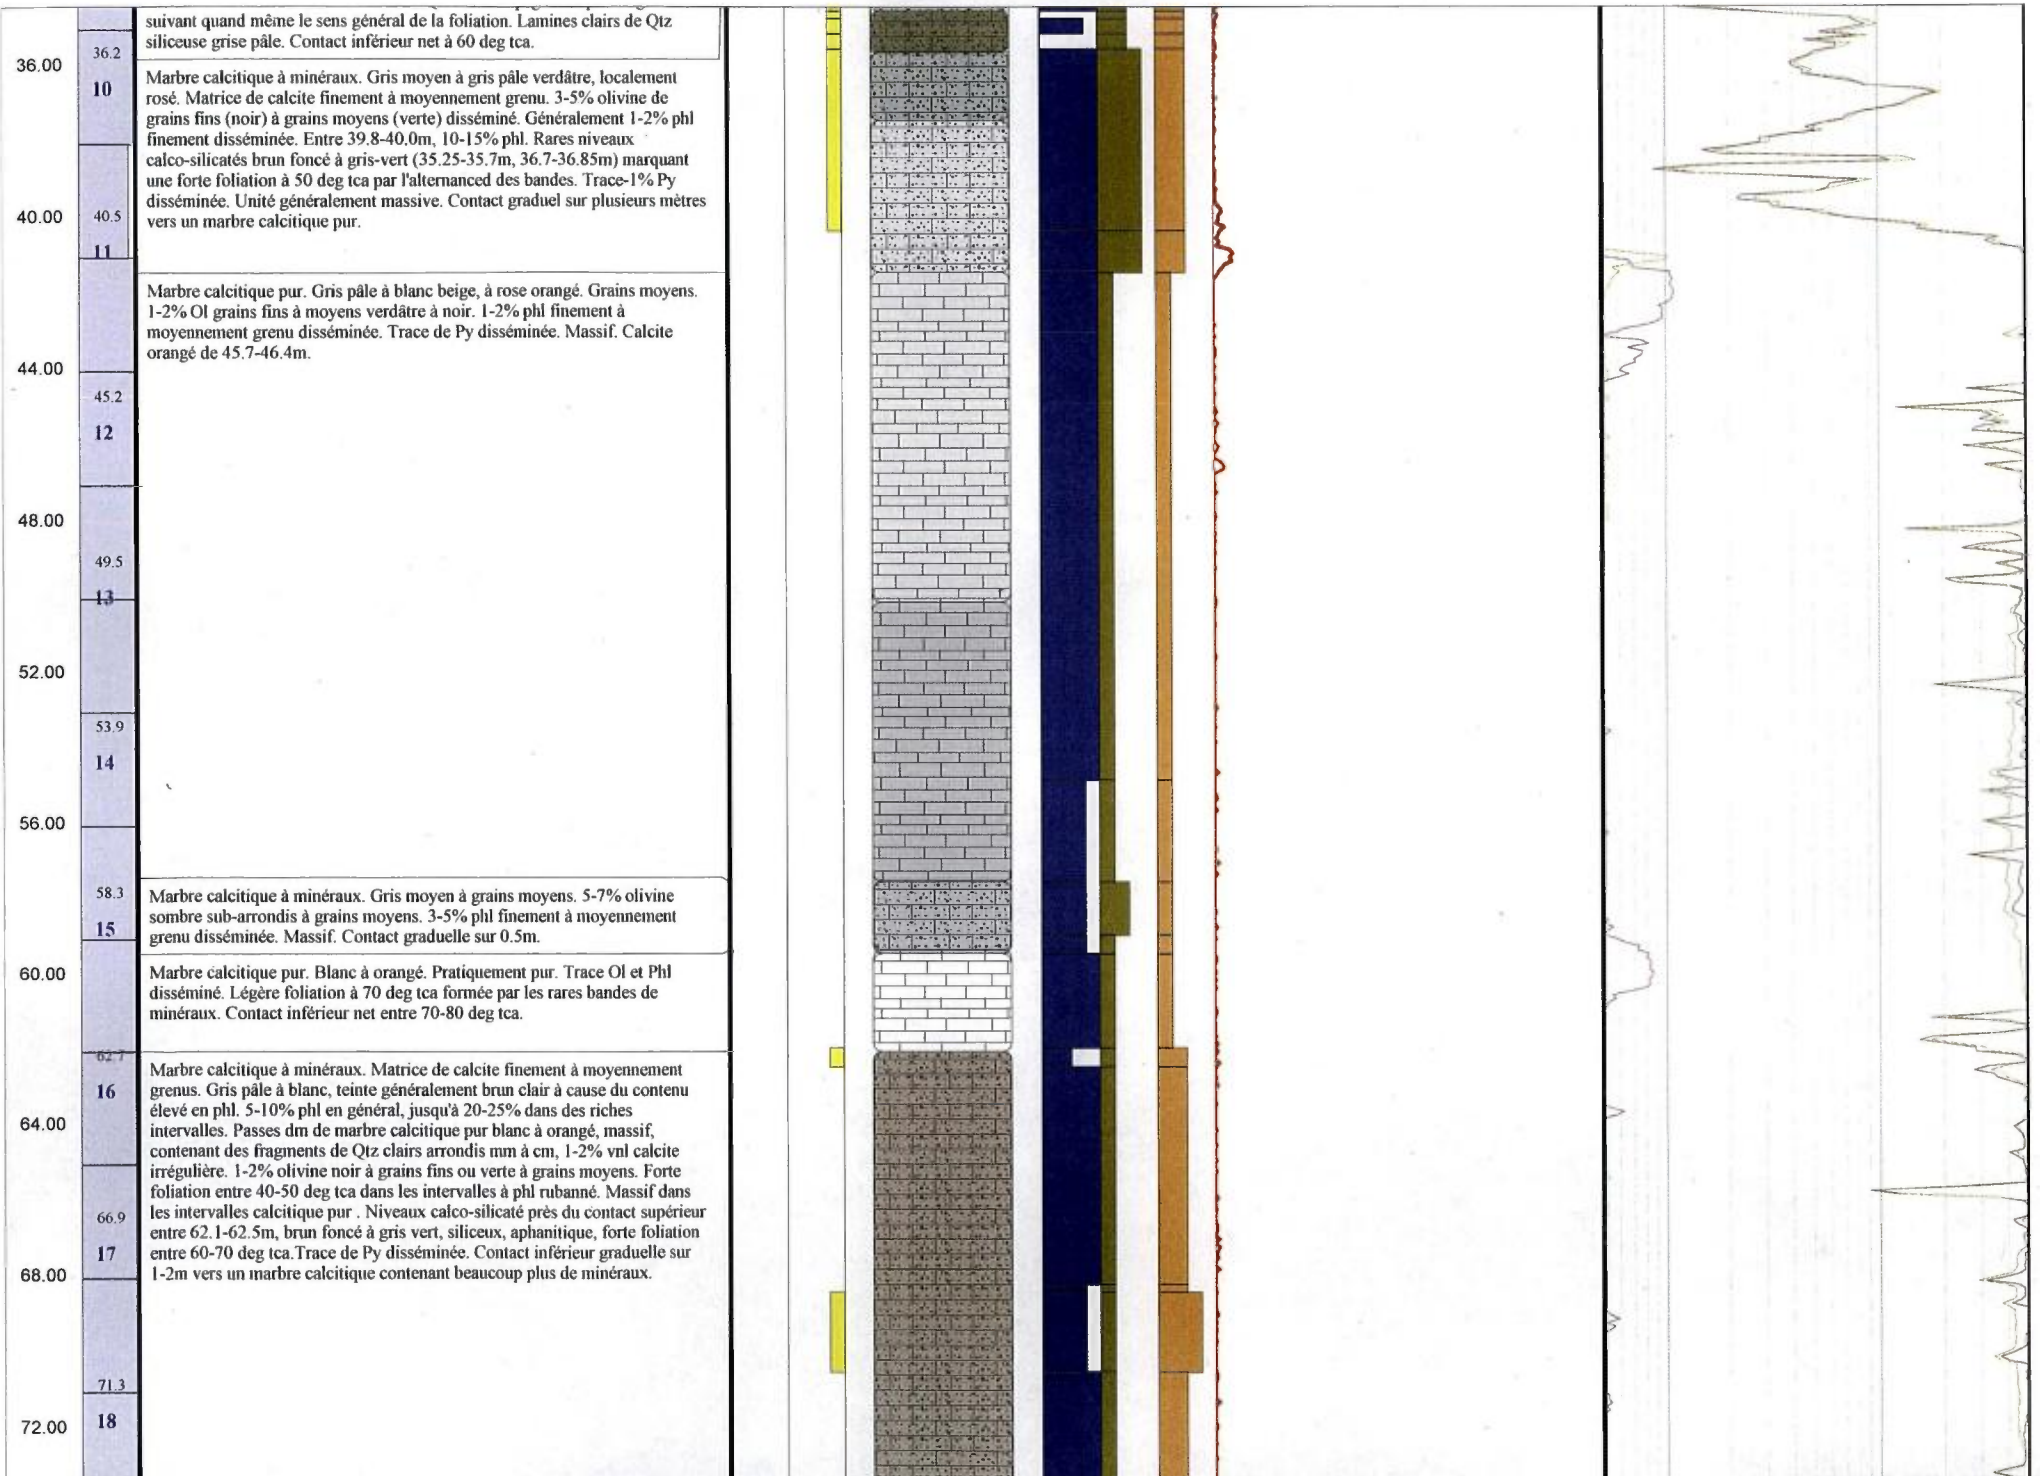 suivant quand même le sens général de la foliation. Lamines clairs de Qtz
siliceuse grise pâle. Contact inférieur net à 60 deg tca.
36.2
36.00
10
Marbre calcitique à minéraux. Gris moyen à gris pâle verdâtre, localement
rosé. Matrice de calcite finement à moyennement grenu. 3-5% olivine de
grains fins (noir) à grains moyens (verte) disséminé. Généralement 1-2% phl
finement disséminée. Entre 39.8-40.0m, 10-15% phl. Rares niveaux
calco-silicatés brun foncé à gris-vert (35.25-35.7m, 36.7-36.85m) marquant
une forte foliation à 50 deg tca par l'alternanced des bandes. Trace-1% Py
disséminée. Unité généralement massive. Contact graduel sur plusieurs mètres
vers un marbre calcitique pur.
40.00
40.5
11
Marbre calcitique pur. Gris pâle à blanc beige, à rose orangé. Grains moyens.
1-2% Ol grains fins à moyens verdâtre à noir. 1-2% phl finement à
moyennement grenu disséminée. Trace de Py disséminée. Massif. Calcite
orangé de 45.7-46.4m.
44.00
45.2
12
48.00
49.5
13
52.00
53.9
14
56.00
58.3
15
Marbre calcitique à minéraux. Gris moyen à grains moyens. 5-7% olivine
sombre sub-arrondis à grains moyens. 3-5% phl finement à moyennement
grenu disséminée. Massif. Contact graduelle sur 0.5m.
60.00
Marbre calcitique pur. Blanc à orangé. Pratiquement pur. Trace Ol et Phl
disséminé. Légère foliation à 70 deg tca formée par les rares bandes de
minéraux. Contact inférieur net entre 70-80 deg tca.
62.7
16
Marbre calcitique à minéraux. Matrice de calcite finement à moyennement
grenus. Gris pâle à blanc, teinte généralement brun clair à cause du contenu
élevé en phl. 5-10% phl en général, jusqu'à 20-25% dans des riches
intervalles. Passes dm de marbre calcitique pur blanc à orangé, massif,
contenant des fragments de Qtz clairs arrondis mm à cm, 1-2% vnl calcite
irrégulière. 1-2% olivine noir à grains fins ou verte à grains moyens. Forte
foliation entre 40-50 deg tca dans les intervalles à phl rubanné. Massif dans
les intervalles calcitique pur . Niveaux calco-silicaté près du contact supérieur
entre 62.1-62.5m, brun foncé à gris vert, siliceux, aphanitique, forte foliation
entre 60-70 deg tca.Trace de Py disséminée. Contact inférieur graduelle sur
1-2m vers un marbre calcitique contenant beaucoup plus de minéraux.
64.00
66.9
17
68.00
71.3
18
72.00